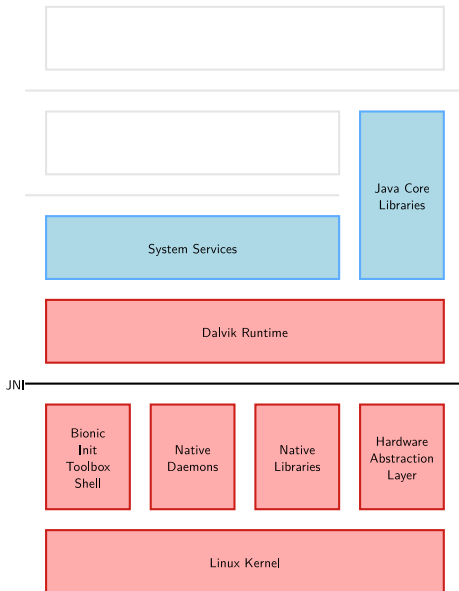 Java Core
Libraries
System Services
Dalvik Runtime
JNI
Bionic
Init
Toolbox
Shell
Native
Daemons
Native
Libraries
Hardware
Abstraction
Layer
Linux Kernel